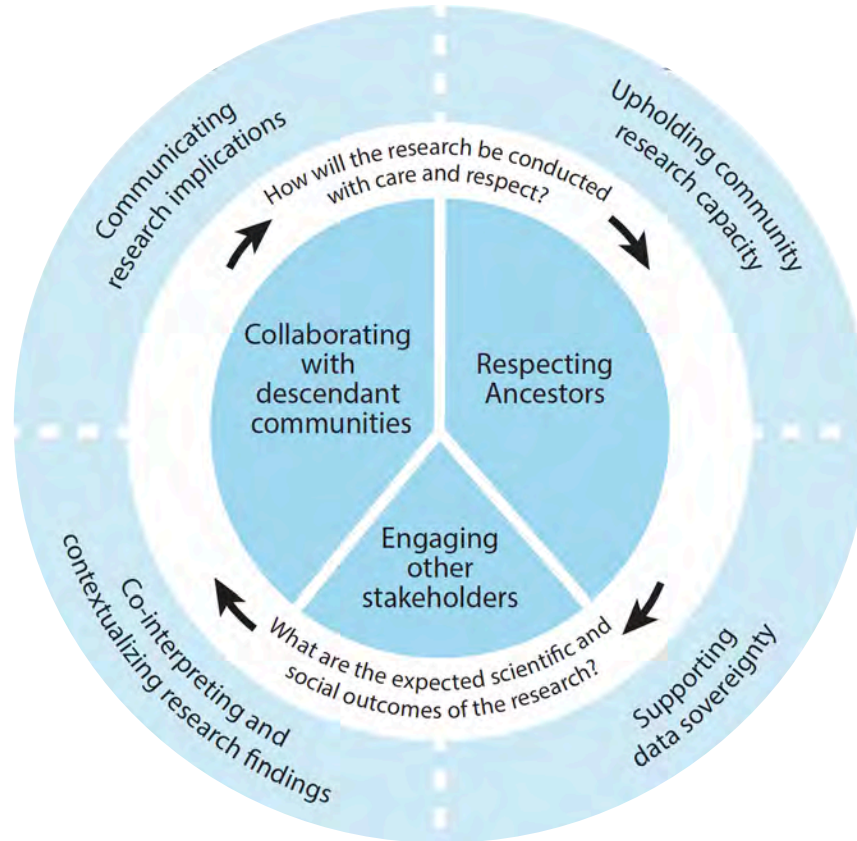 Communicating
research implications
Upholding community
research capacity
How will the research be conducted
with care and respect?
Collaborating
with
descendant
communities
Respecting
Ancestors
Engaging
other
stakeholders
What are the expected scientific and
social outcomes of the research?
Co-interpreting and
contextualizing research findings
Supporting
data sovereignty